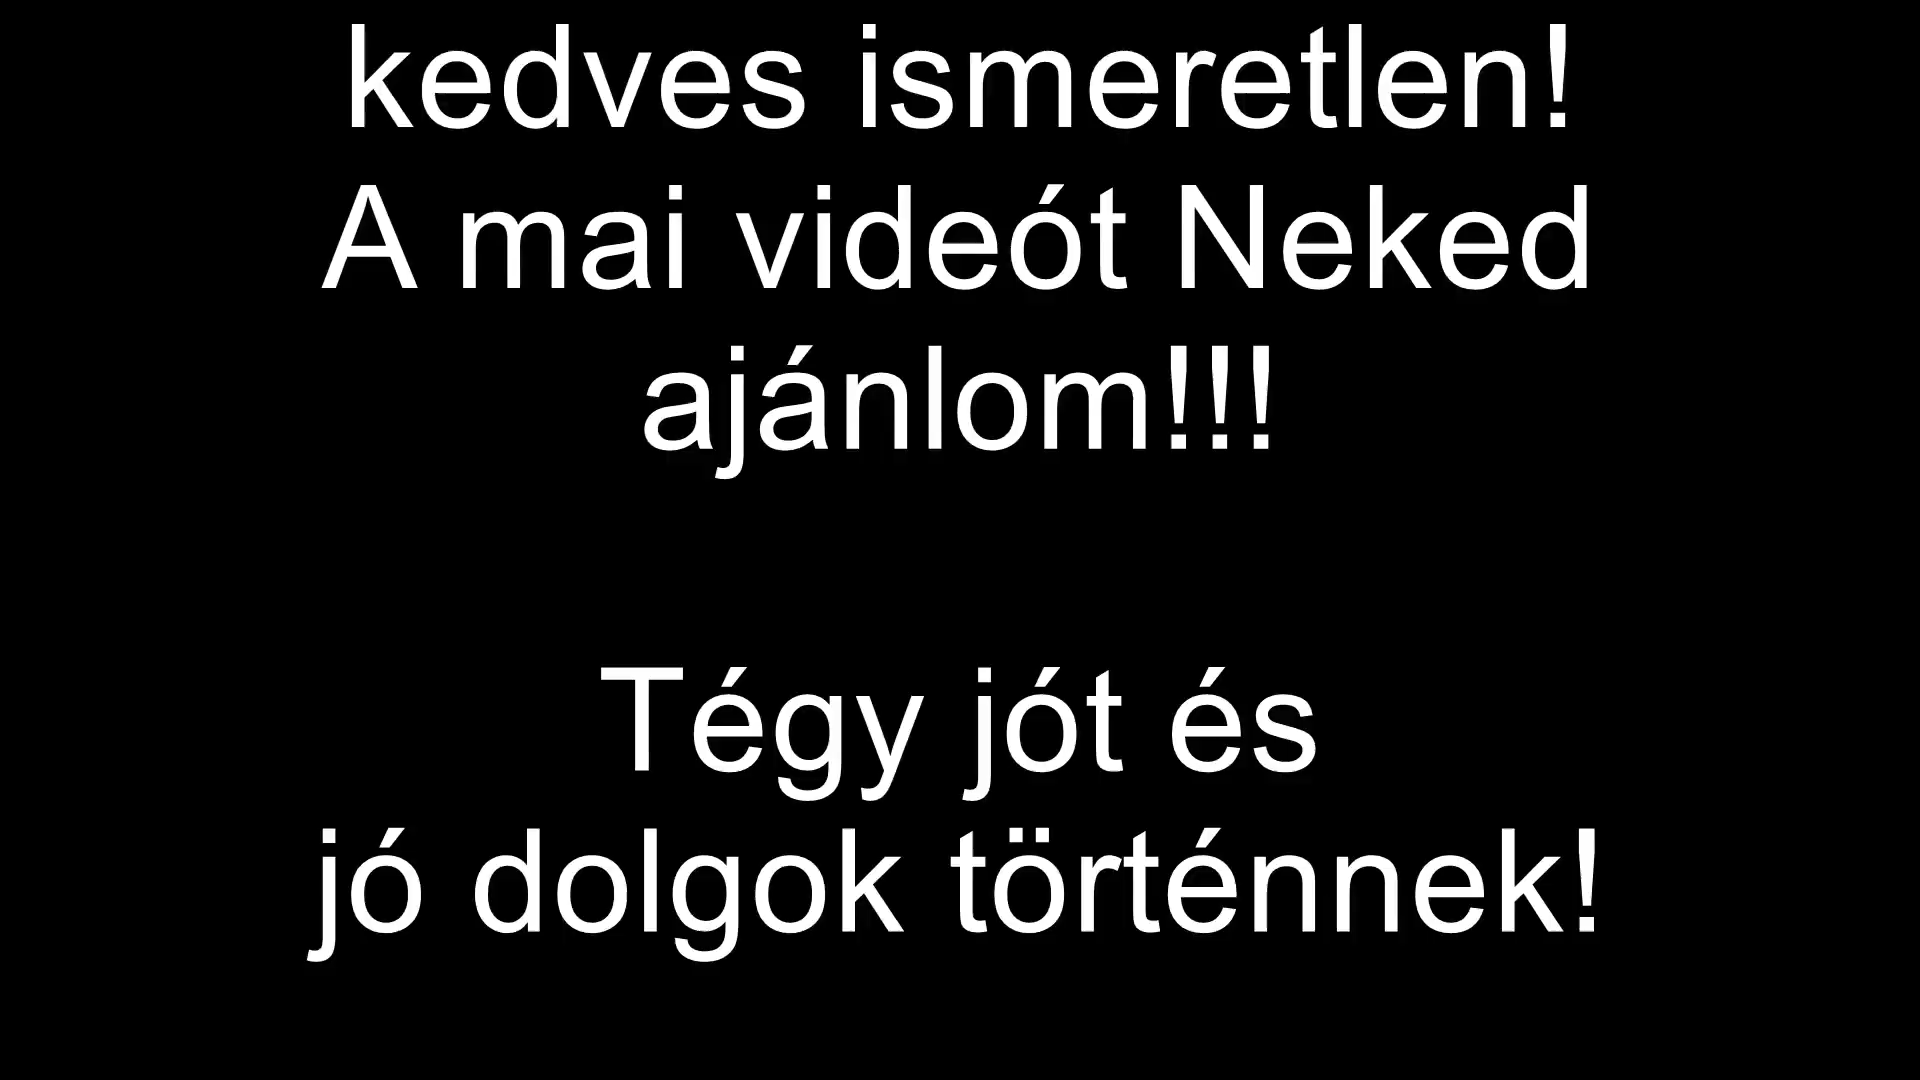 kedves ismeretlen!
A mai videót Neked
ajánlom!!!
Tégy jót és
jó dolgok történnek!